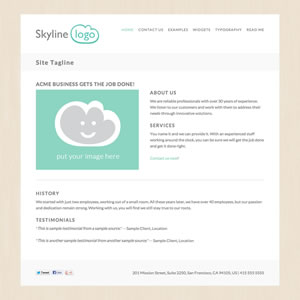 Skyline logo
HOME CONTACT US EXAMPLES WIDGETS TYPOGRAPHY READ ME
Site Tagline
ACME BUSINESS GETS THE JOB DONE!
put your image here
ABOUT US
We are reliable professionals with over 30 years of experience.
We listen to our customers and work with them so address their
needs through innovative solutions.
SERVICES
You name it and we can provide it. With an experienced staff
working around the clock, you can be sure we will get the job done
and get it done right.
Contact us now!
HISTORY
We started with just two employees, working out of a small room. All these years later, we have over 40 employees, but our passion
and dedication remain strong. Working with us you will find we still stay true to our roots.
TESTIMONIALS
"This is sample testimonial from a sample source" – Sample Client, Location
"This is another sample testimonial from another sample source" – Sample Client, Location
Tweet Like +1
201 Mission Street, Suite 2250, San Francisco, CA 94105, US | 415 555 5555